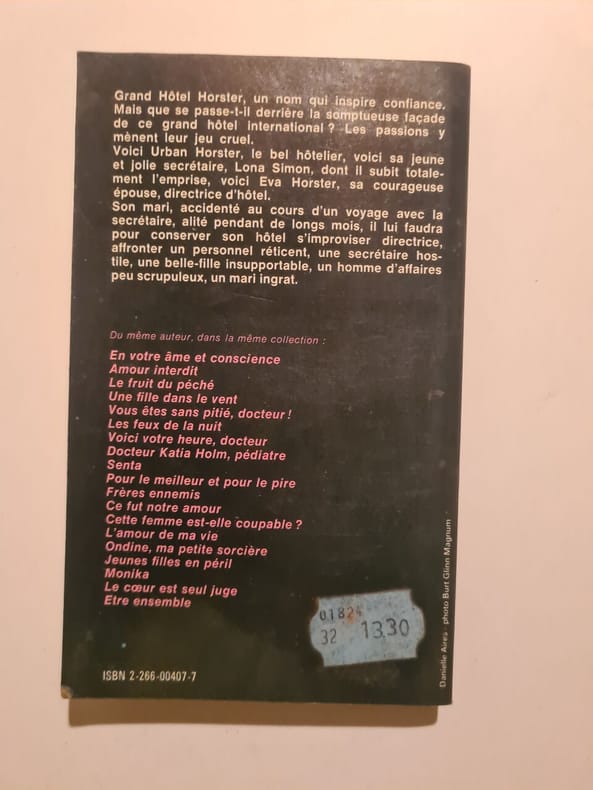 Grand Hôtel Horster, un nom qui inspire confiance.
Mais que se passe-t-il derrière la somptueuse façade
de ce grand hôtel international ? Les passions y
mènent leur jeu cruel.
Voici Urban Horster, le bel hôtelier, voici sa jeune
et jolie secrétaire, Lona Simon, dont il subit totale-
ment l'emprise, voici Eva Horster, sa courageuse
épouse, directrice d'hôtel.
Son mari, accidenté au cours d'un voyage avec la
secrétaire, alité pendant de longs mois, il lui faudra
pour conserver son hôtel s'improviser directrice,
affronter un personnel réticent, une secrétaire hos-
tile, une belle-fille insupportable, un homme d'affaires
peu scrupuleux, un mari ingrat.
Du même auteur, dans la même collection :
En votre âme et conscience
Amour interdit
Le fruit du péché
Une fille dans le vent
Vous êtes sans pitié, docteur !
Les feux de la nuit
Voici votre heure, docteur
Docteur Katia Holm, pédiatre
Senta
Pour le meilleur et pour le pire
Frères ennemis
Ce fut notre amour
Cette femme est-elle coupable ?
L'amour de ma vie
Ondine, ma petite sorcière
Jeunes filles en péril
Monika
Le cœur est seul juge
Etre ensemble
01824
32 13.30
ISBN 2-266-00407-7
Danielle Aires - photo Burt Glinn Magnum